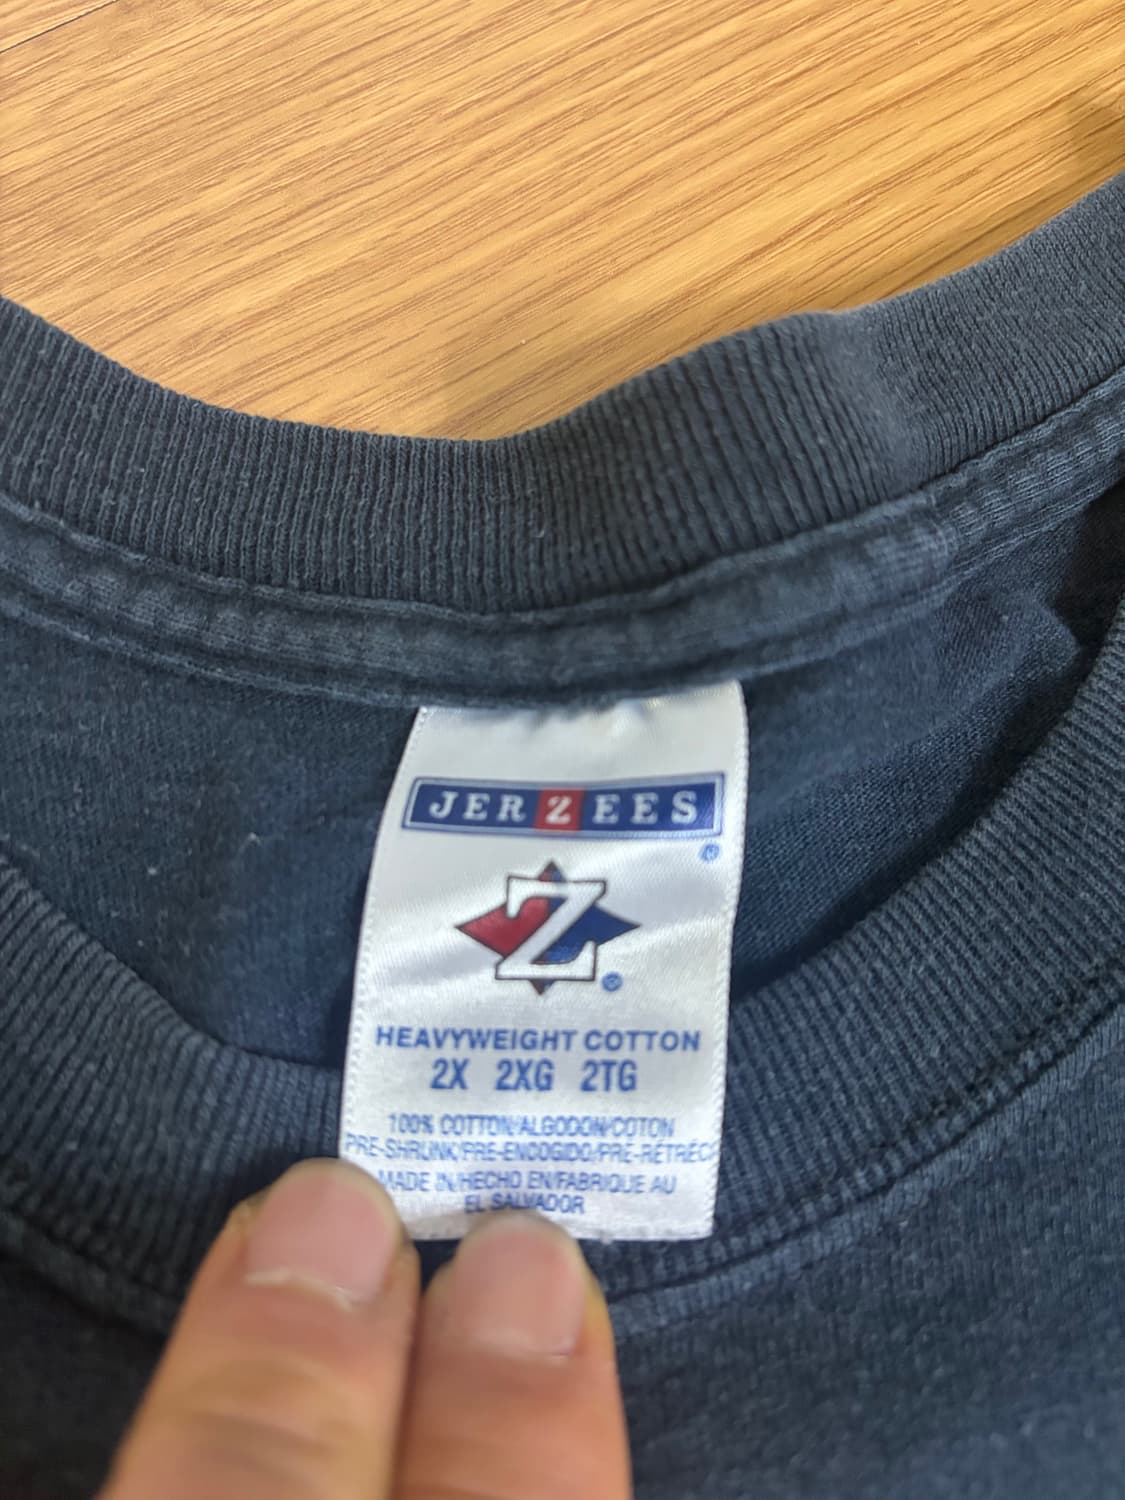 JERZEES
®
Z
®
HEAVYWEIGHT COTTON
2X 2XG 2TG
100% COTTON/ALGODON/COTON
PRE-SHRUNK/PRE-ENCOGIDO/PRE-RÉTRÉCI
MADE IN/HECHO EN/FABRIQUE AU
EL SALVADOR